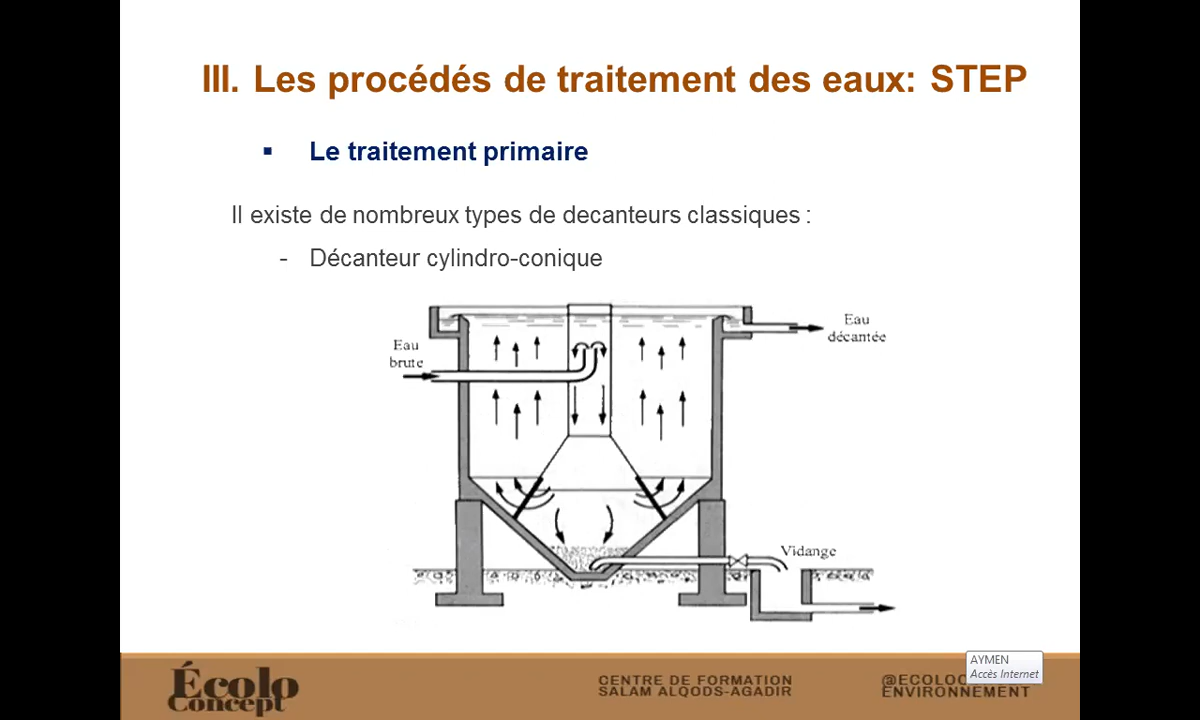 III. Les procédés de traitement des eaux: STEP
▪ Le traitement primaire
Il existe de nombreux types de decanteurs classiques :
- Décanteur cylindro-conique
Eau
décantée
Eau
brute
Vidange
Écolo
Concept
CENTRE DE FORMATION
SALAM ALQODS-AGADIR
ENVIRONNEMENT
AYMEN
Accès Internet